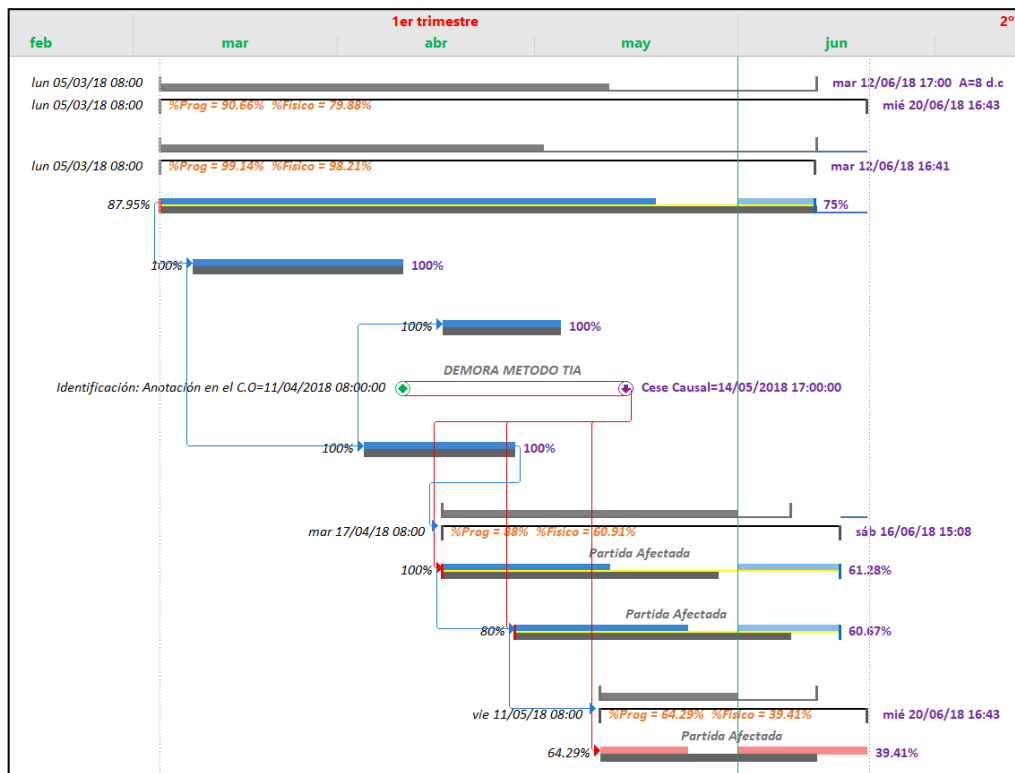 1er trimestre 2º
feb mar abr may jun
lun 05/03/18 08:00 mar 12/06/18 17:00 A=8 d.c
lun 05/03/18 08:00 %Prog = 90.66% %Fisico = 79.88% mié 20/06/18 16:43
lun 05/03/18 08:00 %Prog = 99.14% %Fisico = 98.21% mar 12/06/18 16:41
87.95% 75%
100% 100%
100% 100%
DEMORA METODO TIA
Identificación: Anotación en el C.O=11/04/2018 08:00:00 Cese Causal=14/05/2018 17:00:00
100% 100%
mar 17/04/18 08:00 %Prog = 88% %Fisico = 60.91% sáb 16/06/18 15:08
Partida Afectada
100% 61.28%
Partida Afectada
80% 60.67%
vie 11/05/18 08:00 %Prog = 64.29% %Fisico = 39.41% mié 20/06/18 16:43
Partida Afectada
64.29% 39.41%